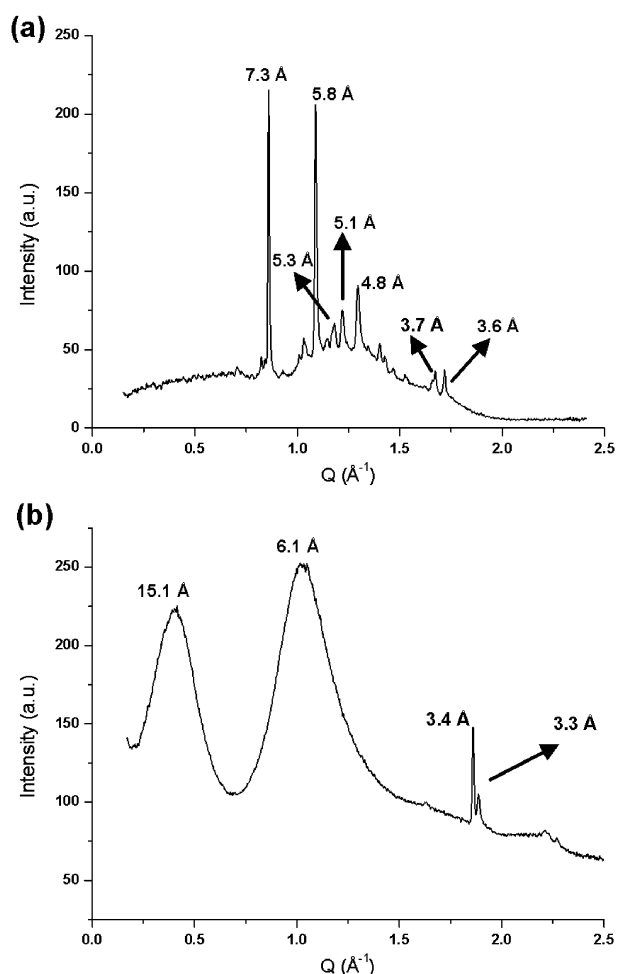 (a)
250
200
150
100
50
0
Intensity (a.u.)
7.3 Å
5.8 Å
5.1 Å
5.3 Å
4.8 Å
3.7 Å
3.6 Å
0.0 0.5 1.0 1.5 2.0 2.5
Q (Å⁻¹)
(b)
250
200
150
100
50
Intensity (a.u.)
6.1 Å
15.1 Å
3.4 Å
3.3 Å
0.0 0.5 1.0 1.5 2.0 2.5
Q (Å⁻¹)